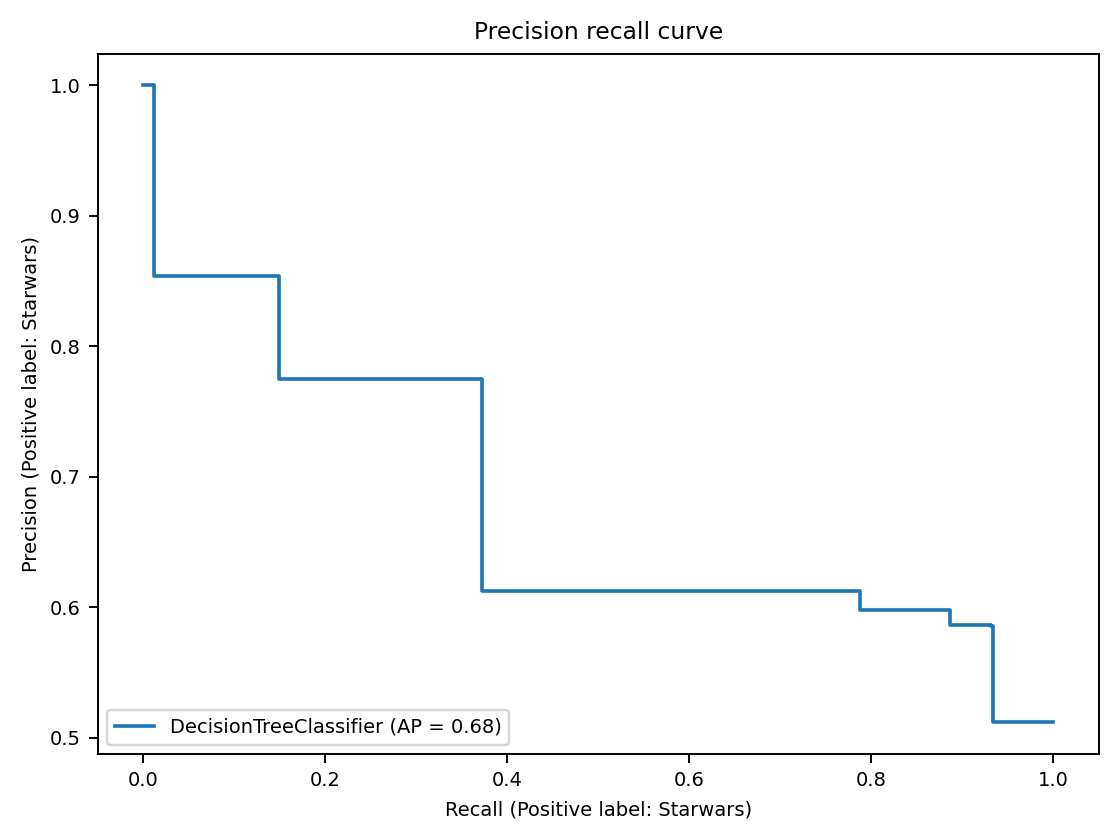 Precision recall curve
1.0
0.9
0.8
0.7
0.6
0.5
Precision (Positive label: Starwars)
DecisionTreeClassifier (AP = 0.68)
0.0 0.2 0.4 0.6 0.8 1.0
Recall (Positive label: Starwars)